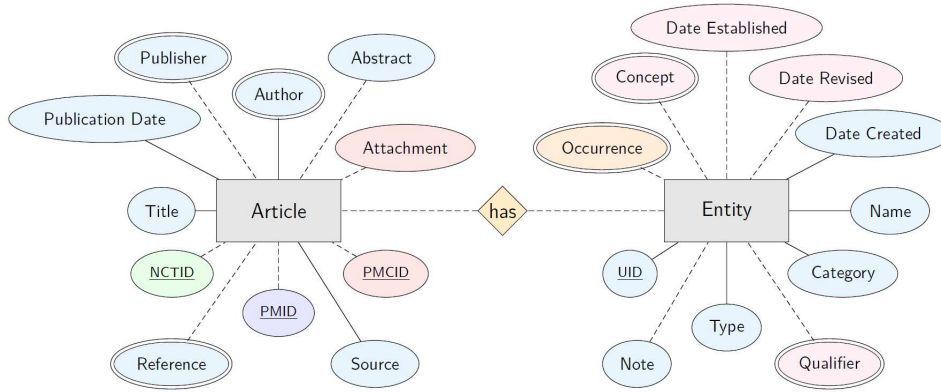 Date Established
Publisher
Abstract
Concept
Date Revised
Author
Publication Date
Date Created
Attachment
Occurrence
Title
Article
has
Entity
Name
NCTID
PMCID
UID
Category
PMID
Type
Reference
Source
Note
Qualifier